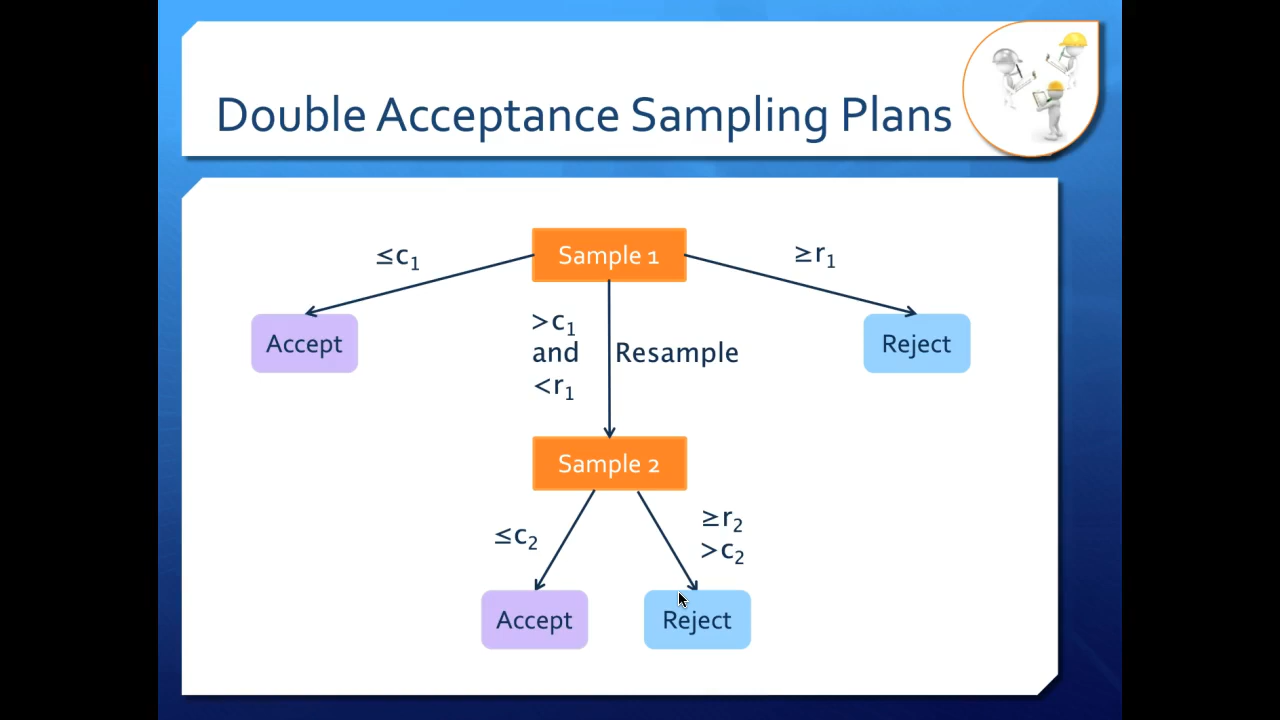 Double Acceptance Sampling Plans
Sample 1
≤c₁
≥r₁
Accept
>c₁
and
<r₁
Resample
Reject
Sample 2
≤c₂
≥r₂
>c₂
Accept
Reject